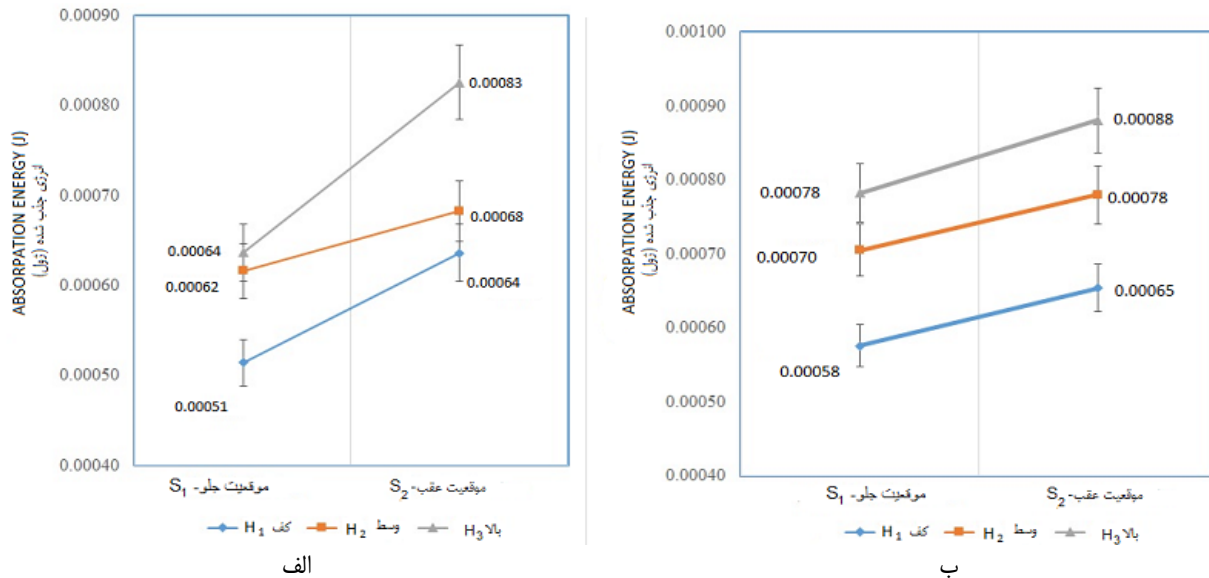 0.00090
0.00080
0.00070
0.00060
0.00050
0.00040
ABSORPATION ENERGY (J)
انرژی جذب شده (ژول)
0.00083
0.00068
0.00064
0.00064
0.00062
0.00051
S1 -موقعیت جلو
S2 -موقعیت عقب
H1 کف
H2 وسط
H3 بالا
الف
0.00100
0.00090
0.00080
0.00070
0.00060
0.00050
0.00040
ABSORPATION ENERGY (J)
انرژی جذب شده (ژول)
0.00088
0.00078
0.00078
0.00070
0.00065
0.00058
S1 -موقعیت جلو
S2 -موقعیت عقب
H1 کف
H2 وسط
H3 بالا
ب